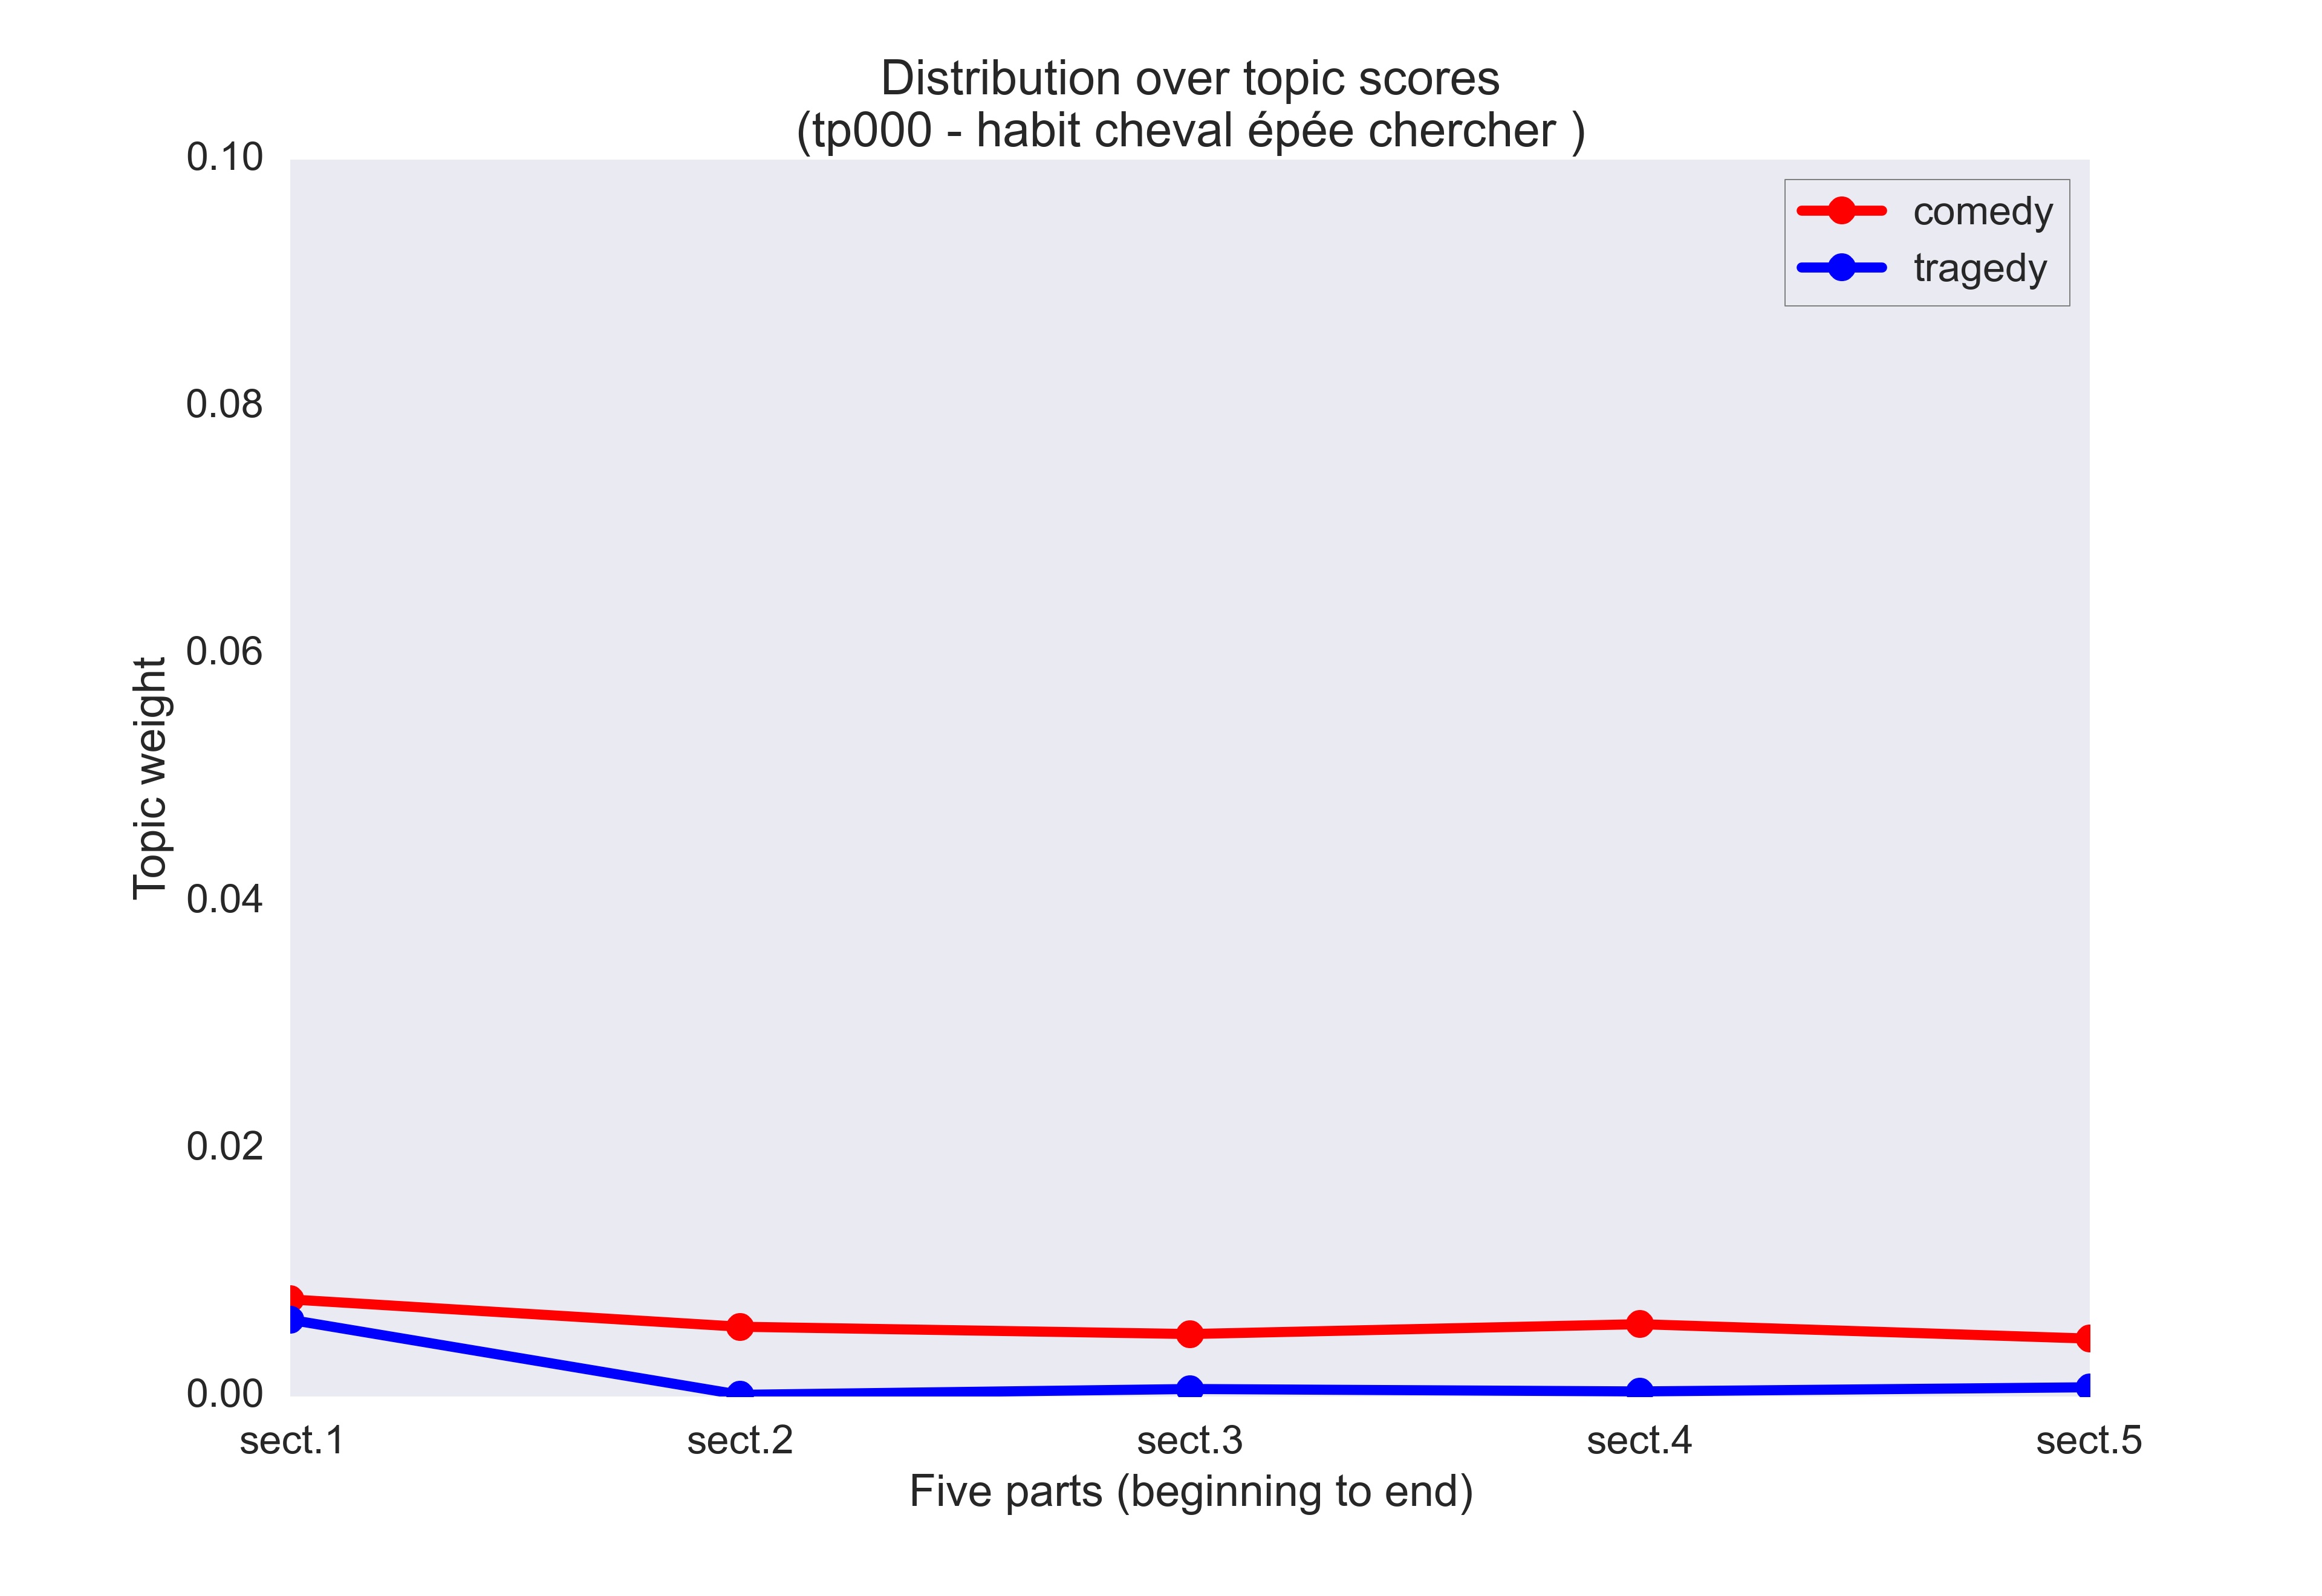 Distribution over topic scores
(tp000 - habit cheval épée chercher )
0.10
0.08
0.06
0.04
0.02
0.00
Topic weight
comedy
tragedy
sect.1 sect.2 sect.3 sect.4 sect.5
Five parts (beginning to end)